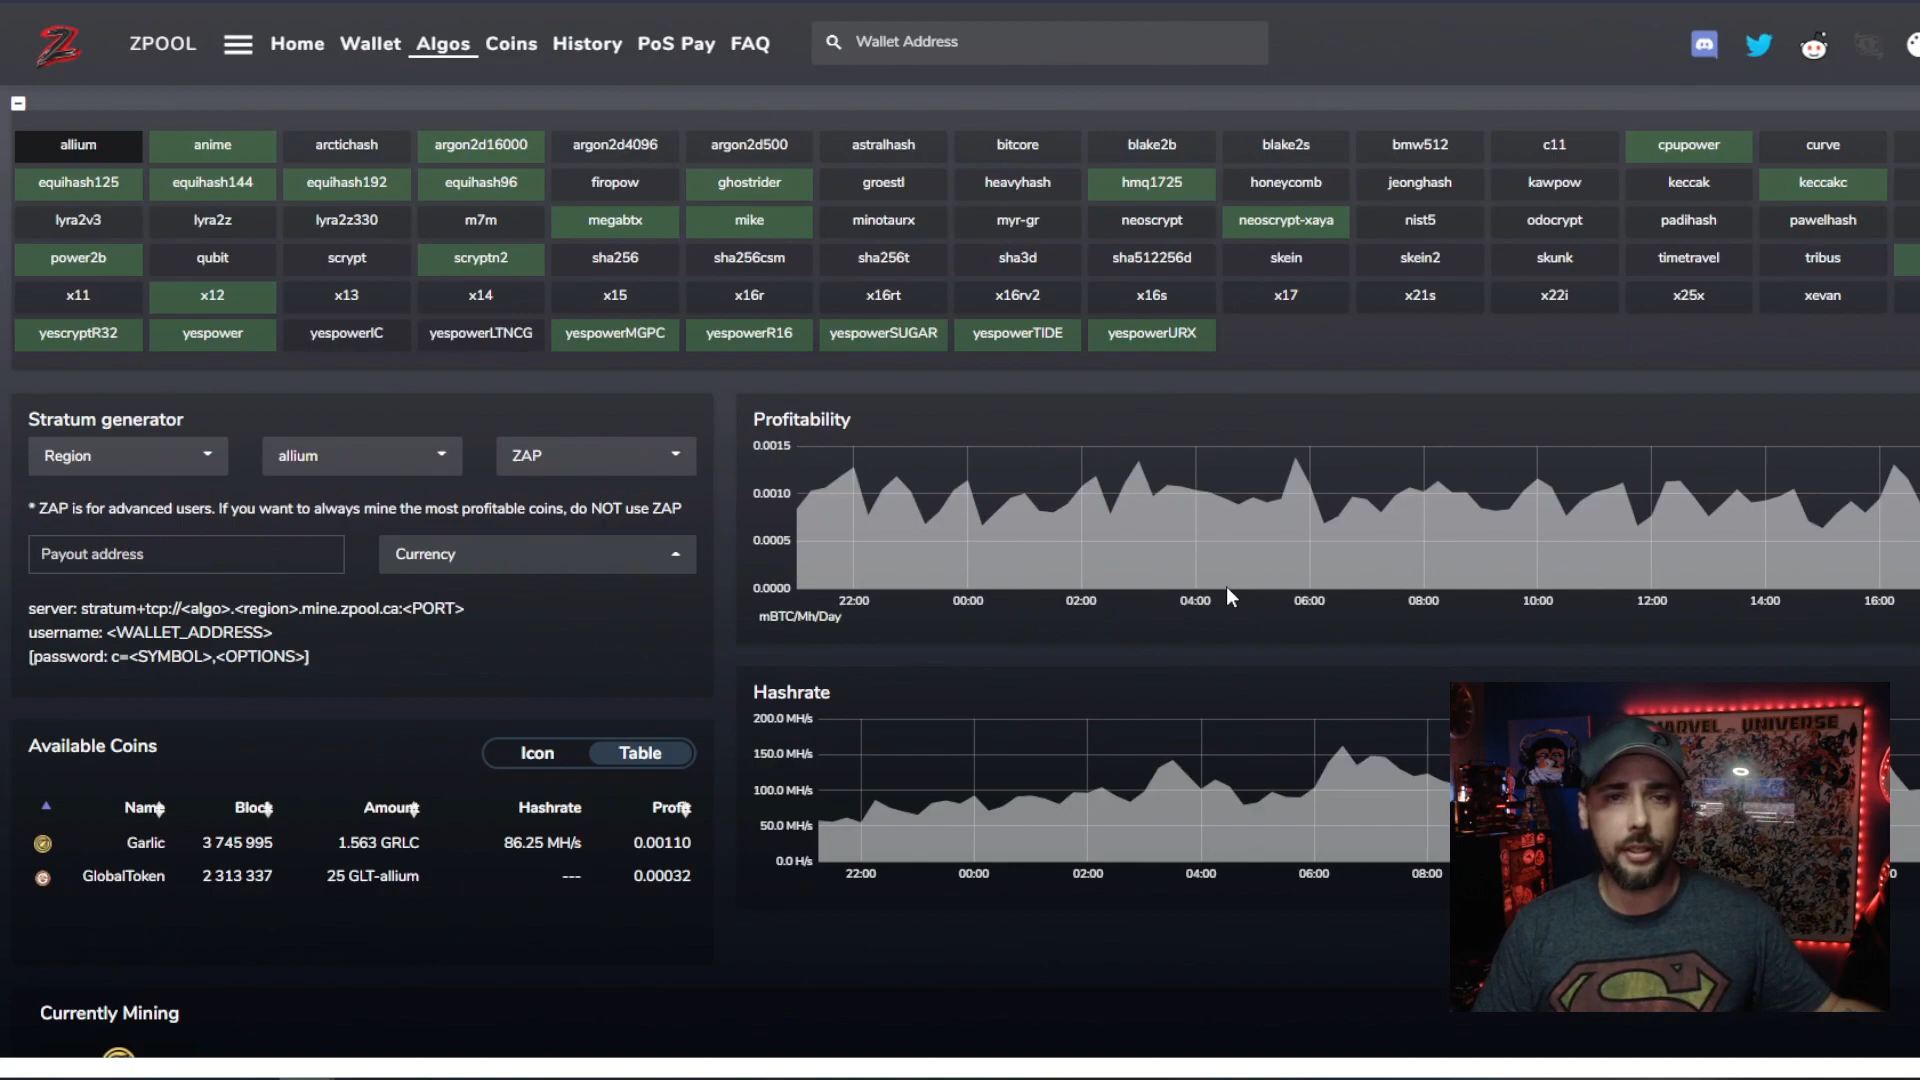 ZPOOL Home Wallet Algos Coins History PoS Pay FAQ Wallet Address
allium anime arctichash argon2d16000 argon2d4096 argon2d500 astralhash bitcore blake2b blake2s bmw512 c11 cpupower curve
equihash125 equihash144 equihash192 equihash96 firopow ghostrider groestl heavyhash hmq1725 honeycomb jeonghash kawpow keccak keccakc
lyra2v3 lyra2z lyra2z330 m7m megabtx mike minotaurx myr-gr neoscrypt neoscrypt-xaya nist5 odocrypt padihash pawelhash
power2b qubit scrypt scryptn2 sha256 sha256csm sha256t sha3d sha512256d skein skein2 skunk timetravel tribus
x11 x12 x13 x14 x15 x16r x16rt x16rv2 x16s x17 x21s x22i x25x xevan
yescryptR32 yespower yespowerIC yespowerLTNCG yespowerMGPC yespowerR16 yespowerSUGAR yespowerTIDE yespowerURX
Stratum generator
Region allium ZAP
* ZAP is for advanced users. If you want to always mine the most profitable coins, do NOT use ZAP
Payout address Currency
server: stratum+tcp://<algo>.<region>.mine.zpool.ca:<PORT>
username: <WALLET_ADDRESS>
[password: c=<SYMBOL>,<OPTIONS>]
Available Coins
Icon Table
Name Block Amount Hashrate Profit
Garlic 3 745 995 1.563 GRLC 86.25 MH/s 0.00110
GlobalToken 2 313 337 25 GLT-allium --- 0.00032
Currently Mining
Profitability
0.0015
0.0010
0.0005
0.0000
22:00 00:00 02:00 04:00 06:00 08:00 10:00 12:00 14:00 16:00
mBTC/Mh/Day
Hashrate
200.0 MH/s
150.0 MH/s
100.0 MH/s
50.0 MH/s
0.0 H/s
22:00 00:00 02:00 04:00 06:00 08:00
MARVEL UNIVERSE